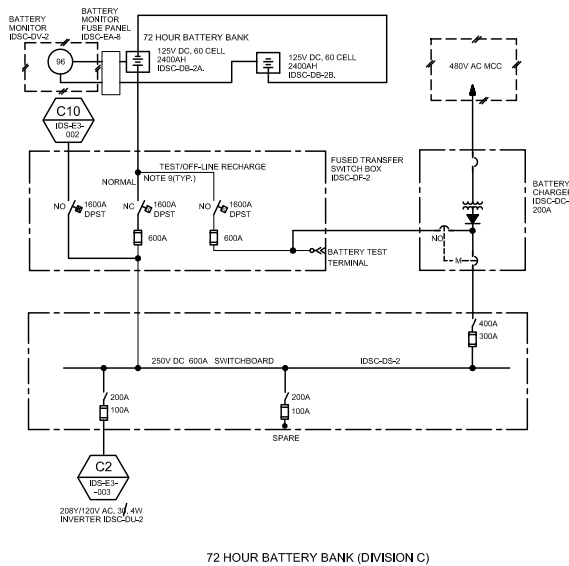 BATTERY
MONITOR
IDSC-DV-2
BATTERY
MONITOR
FUSE PANEL
IDSC-EA-8
96
72 HOUR BATTERY BANK
125V DC, 60 CELL
2400AH
IDSC-DB-2A.
125V DC, 60 CELL
2400AH
IDSC-DB-2B.
480V AC MCC
C10
IDS-E3-
002
TEST/OFF-LINE RECHARGE
NORMAL
NOTE 9(TYP.)
FUSED TRANSFER
SWITCH BOX
IDSC-DF-2
BATTERY
CHARGER
IDSC-DC-
200A
NO
1600A
DPST
NC
1600A
DPST
NO
1600A
DPST
600A
600A
BATTERY TEST
TERMINAL
NO
M
400A
300A
250V DC 600A SWITCHBOARD
IDSC-DS-2
200A
100A
200A
100A
SPARE
C2
IDS-E3-
-003
208Y/120V AC, 3Ø, 4W
INVERTER IDSC-DU-2
72 HOUR BATTERY BANK (DIVISION C)